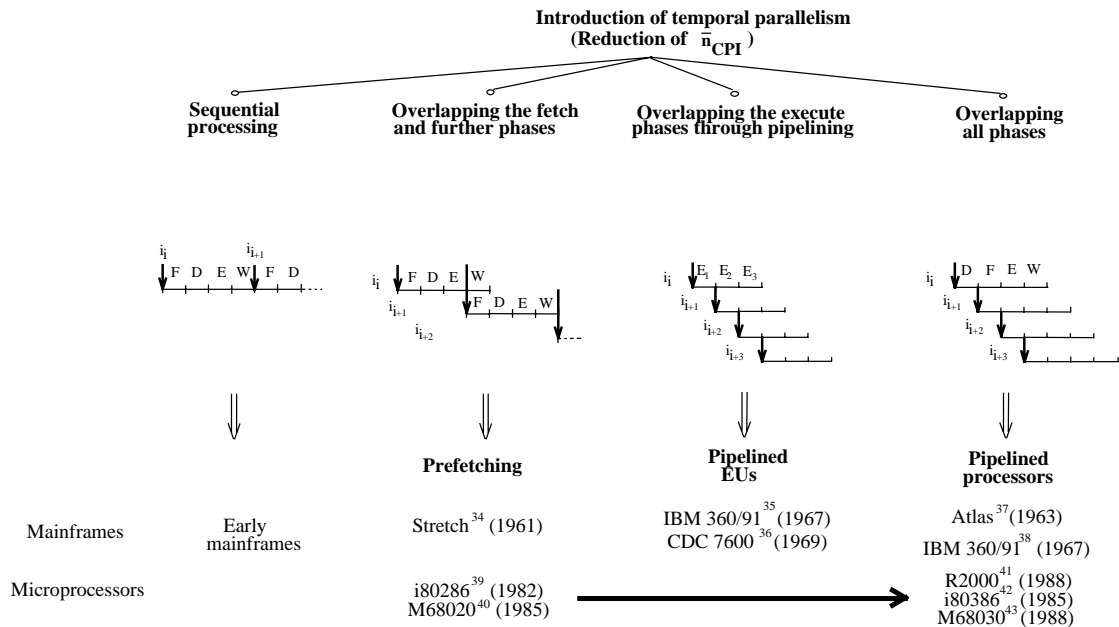 Introduction of temporal parallelism
(Reduction of n̄CPI)
Sequential
processing
Overlapping the fetch
and further phases
Overlapping the execute
phases through pipelining
Overlapping
all phases
ii
ii+1
F D E W F D
ii
F D E W
ii+1
F D E W
ii+2
ii
E1 E2 E3
ii+1
ii+2
ii+3
ii
D F E W
ii+1
ii+2
ii+3
Prefetching
Pipelined
EUs
Pipelined
processors
Mainframes
Early
mainframes
Stretch34 (1961)
IBM 360/9135 (1967)
CDC 760036 (1969)
Atlas37 (1963)
IBM 360/9138 (1967)
Microprocessors
i8028639 (1982)
M6802040 (1985)
R200041 (1988)
i8038642 (1985)
M6803043 (1988)